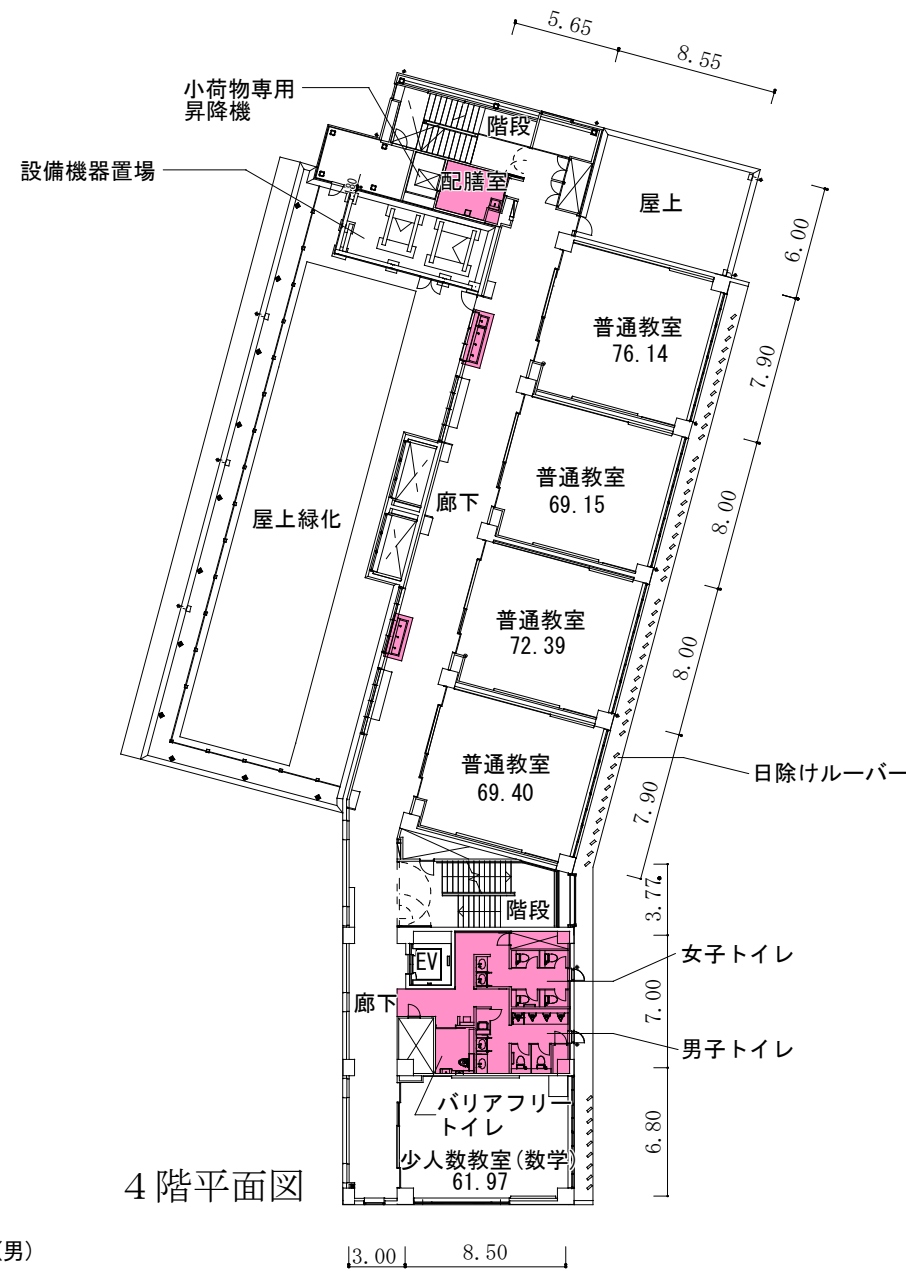 5.65
8.55
小荷物専用
昇降機
階段
設備機器置場
配膳室
屋上
6.00
普通教室
76.14
7.90
普通教室
69.15
廊下
屋上緑化
8.00
普通教室
72.39
8.00
普通教室
69.40
日除けルーバー
7.90
3.77
階段
女子トイレ
EV
7.00
廊下
男子トイレ
バリアフリー
トイレ
6.80
少人数教室(数学)
61.97
4階平面図
(男)
3.00
8.50